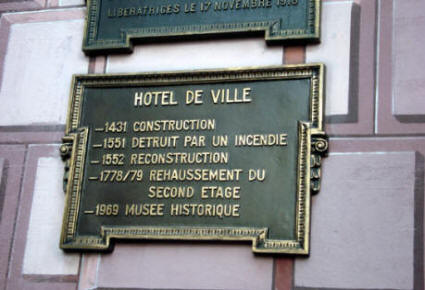 LIBERATRICES LE 17 NOVEMBRE 1918
HOTEL DE VILLE
—1431 CONSTRUCTION
—1551 DETRUIT PAR UN INCENDIE
—1552 RECONSTRUCTION
—1778/79 REHAUSSEMENT DU
SECOND ETAGE
—1969 MUSEE HISTORIQUE